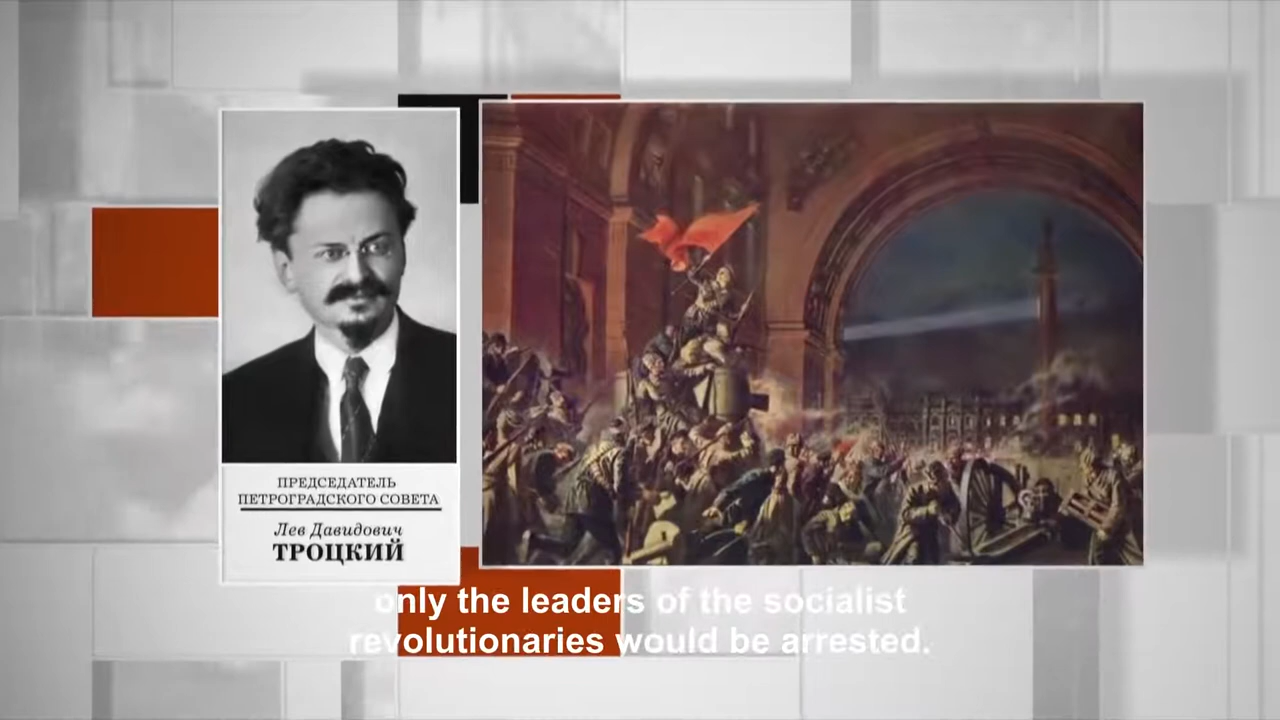 ПРЕДСЕДАТЕЛЬ
ПЕТРОГРАДСКОГО СОВЕТА
Лев Давидович
ТРОЦКИЙ
only the leaders of the socialist
revolutionaries would be arrested.